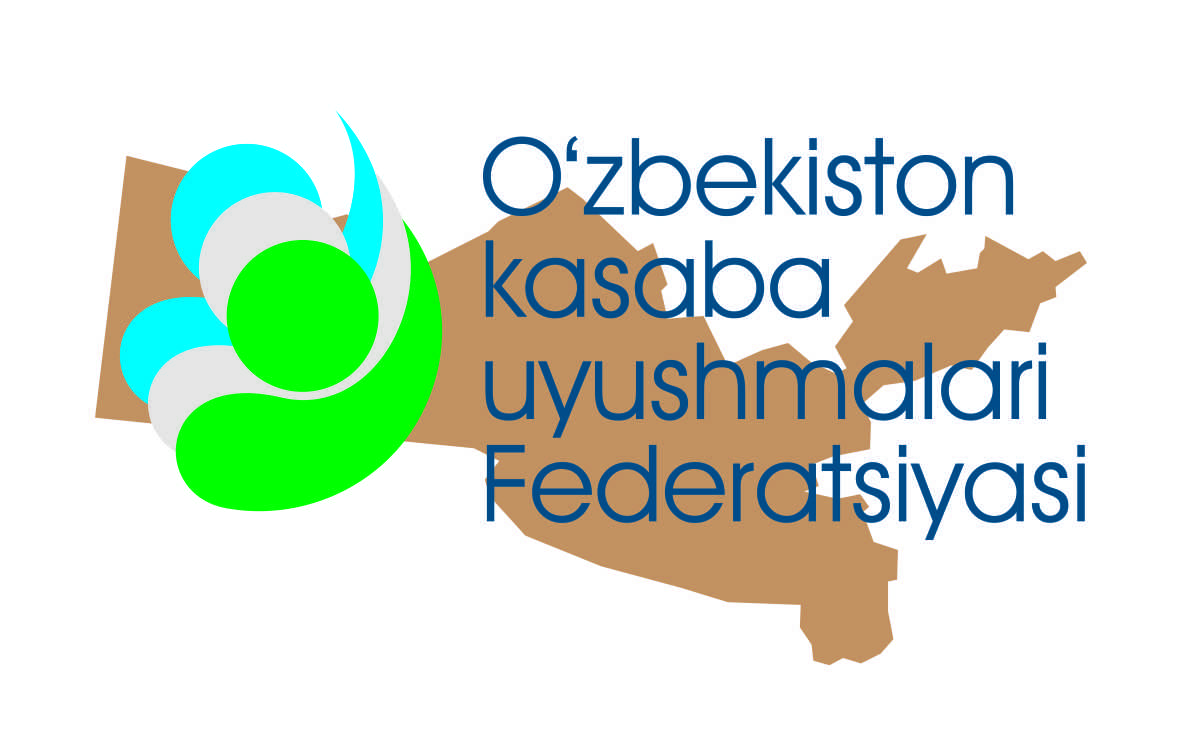 O‘zbekiston
kasaba
uyushmalari
Federatsiyasi